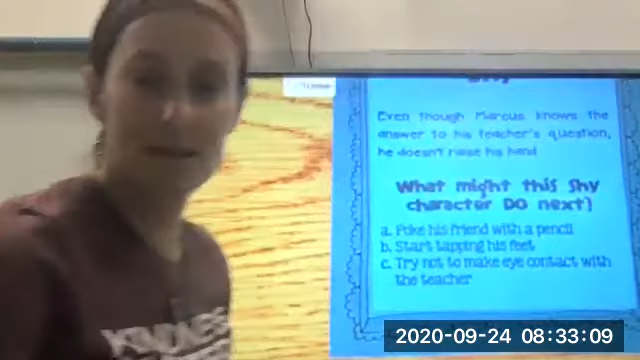 Even though Marcus knows the
answer to his teacher's question,
he doesn't raise his hand
What might this shy
character DO next?
a. Poke his friend with a pencil
b. Start tapping his feet
c. Try not to make eye contact with
the teacher
KINDNESS
2020-09-24 08:33:09